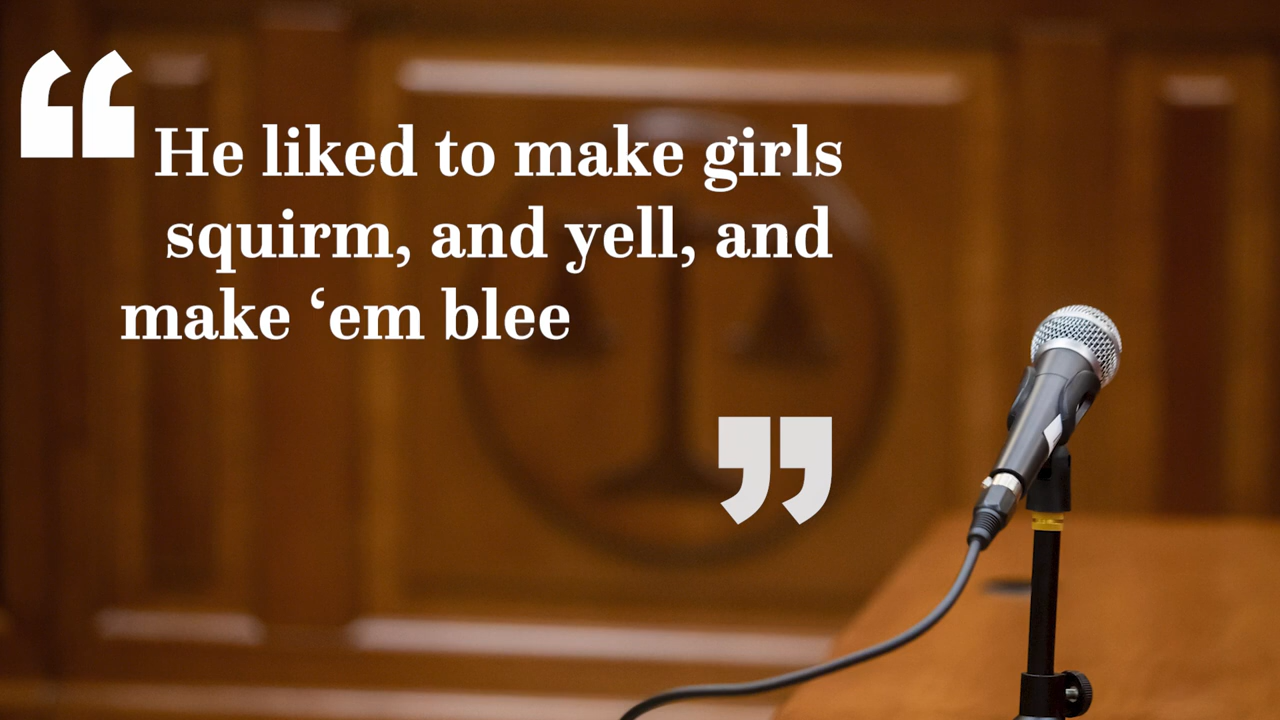 “He liked to make girls
squirm, and yell, and
make ‘em blee
”